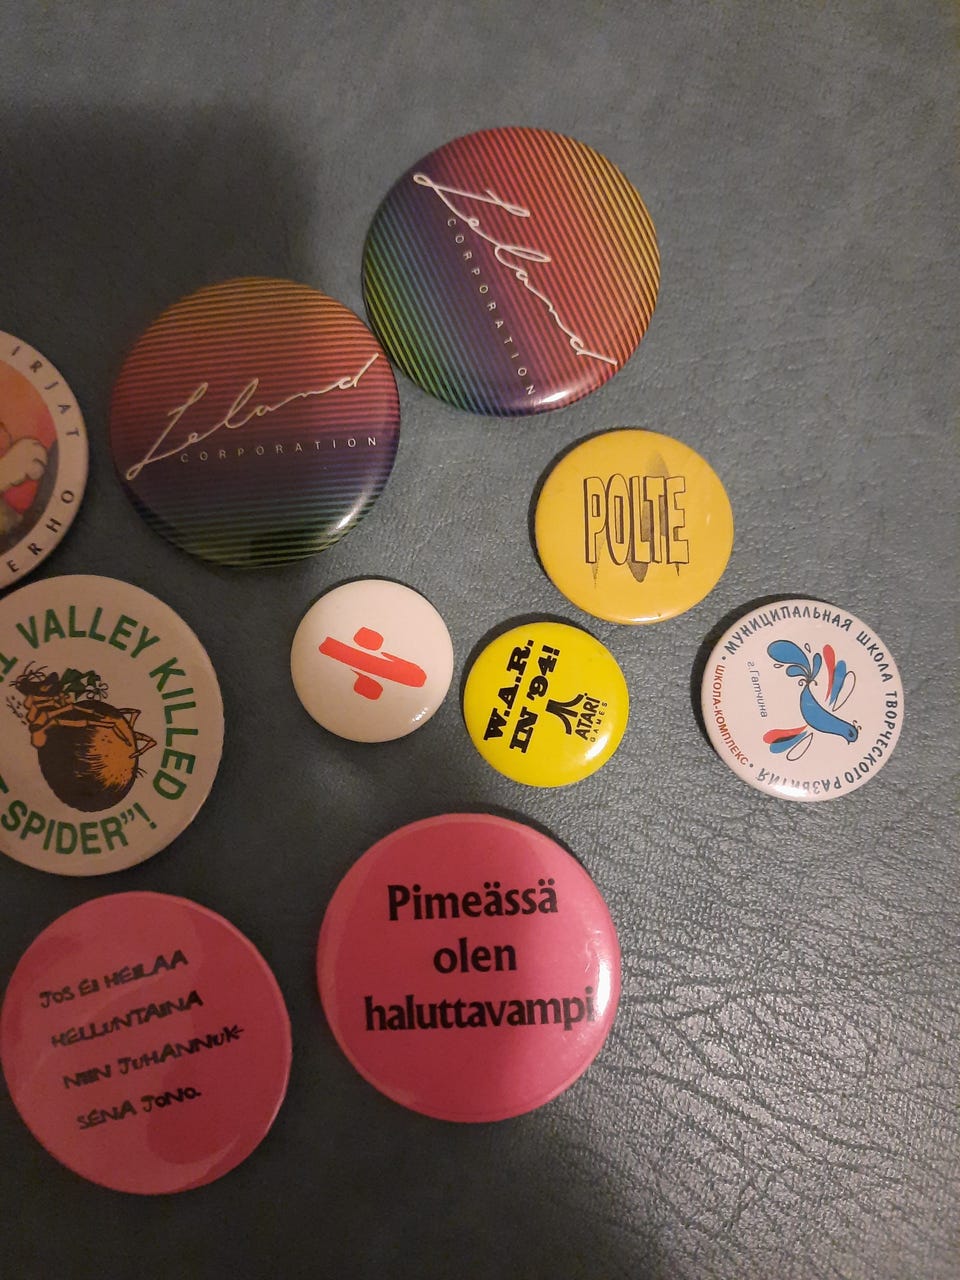 Leland
CORPORATION
Leland
CORPORATION
IRJAT
ERHO
POLTE
VALLEY KILLED
SPIDER"!
W.A.R.
IN '94!
ATARI
GAMES
• МУНИЦИПАЛЬНАЯ ШКОЛА ТВОРЧЕСКОГО РАЗВИТИЯ
• ШКОЛА-КОМПЛЕКС •
г.Гатчина
Pimeässä
olen
haluttavampi
JOS EI HEILAA
HELLUNTAINA
NIIN JUHANNUK-
SENA JONO.